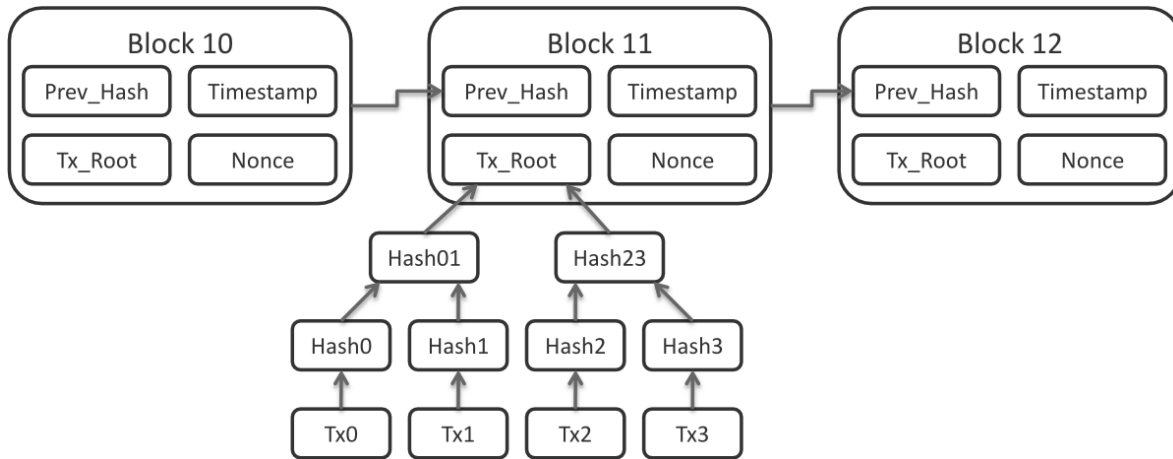 Block 10
Block 11
Block 12
Prev_Hash
Timestamp
Prev_Hash
Timestamp
Prev_Hash
Timestamp
Tx_Root
Nonce
Tx_Root
Nonce
Tx_Root
Nonce
Hash01
Hash23
Hash0
Hash1
Hash2
Hash3
Tx0
Tx1
Tx2
Tx3